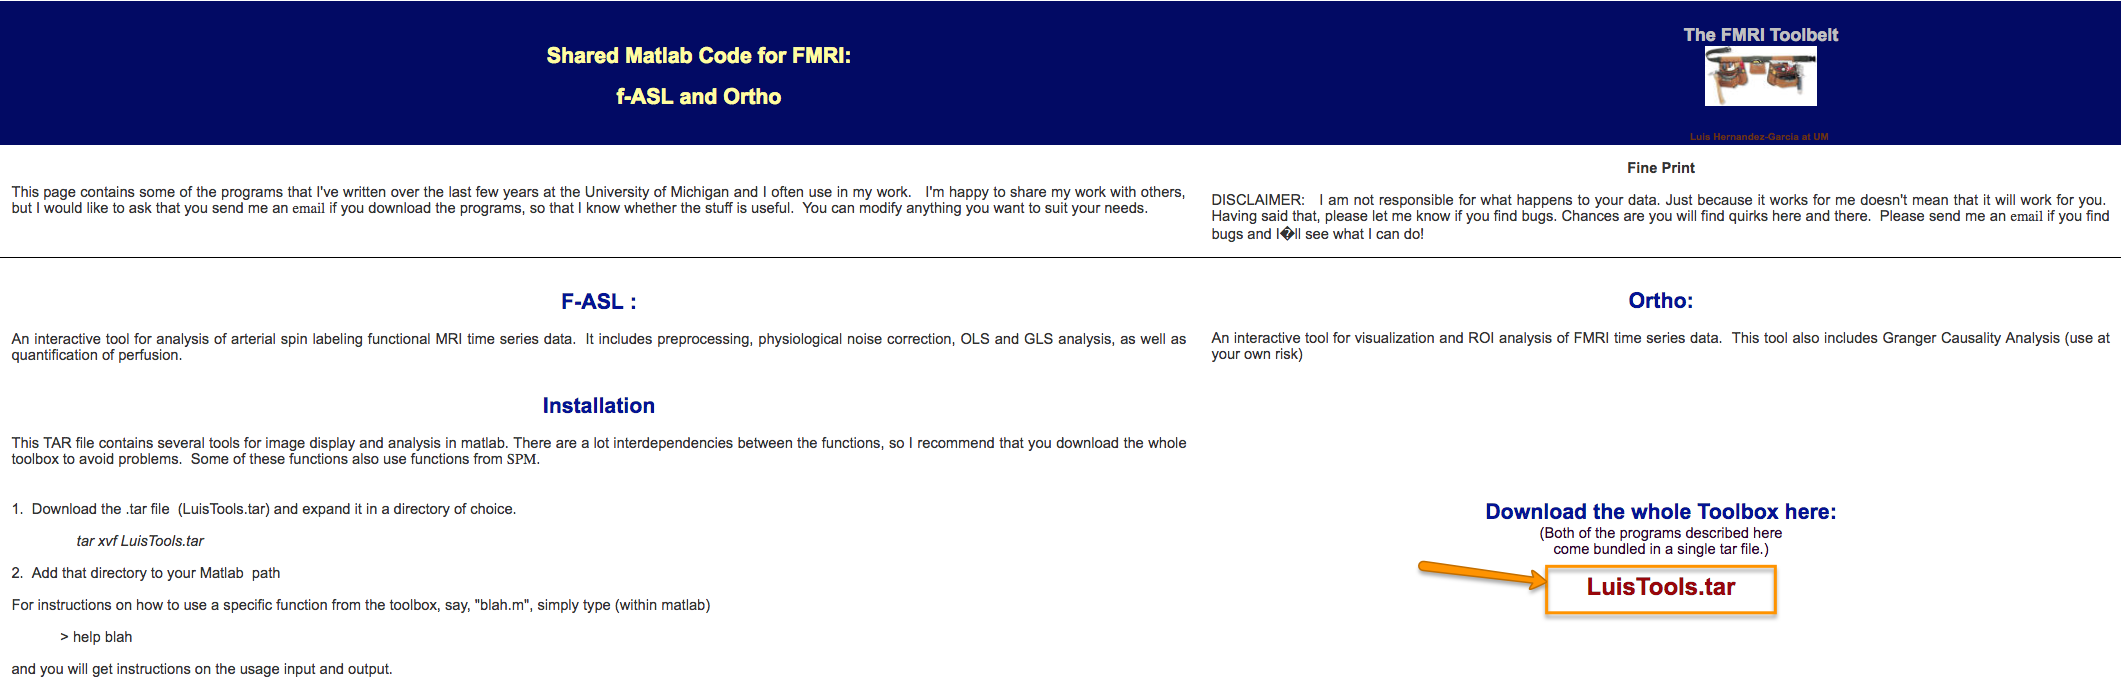 Shared Matlab Code for FMRI:
f-ASL and Ortho
The FMRI Toolbelt
Luis Hernandez-Garcia at UM
This page contains some of the programs that I've written over the last few years at the University of Michigan and I often use in my work.   I'm happy to share my work with others,
but I would like to ask that you send me an email if you download the programs, so that I know whether the stuff is useful.  You can modify anything you want to suit your needs.
Fine Print
DISCLAIMER:   I am not responsible for what happens to your data. Just because it works for me doesn't mean that it will work for you.
Having said that, please let me know if you find bugs. Chances are you will find quirks here and there.  Please send me an email if you find
bugs and I�ll see what I can do!
F-ASL :
An interactive tool for analysis of arterial spin labeling functional MRI time series data.  It includes preprocessing, physiological noise correction, OLS and GLS analysis, as well as
quantification of perfusion.
Ortho:
An interactive tool for visualization and ROI analysis of FMRI time series data.  This tool also includes Granger Causality Analysis (use at
your own risk)
Installation
This TAR file contains several tools for image display and analysis in matlab. There are a lot interdependencies between the functions, so I recommend that you download the whole
toolbox to avoid problems.  Some of these functions also use functions from SPM.
1.  Download the .tar file  (LuisTools.tar) and expand it in a directory of choice.
tar xvf LuisTools.tar
2.  Add that directory to your Matlab  path
For instructions on how to use a specific function from the toolbox, say, "blah.m", simply type (within matlab)
> help blah
and you will get instructions on the usage input and output.
Download the whole Toolbox here:
(Both of the programs described here
come bundled in a single tar file.)
LuisTools.tar